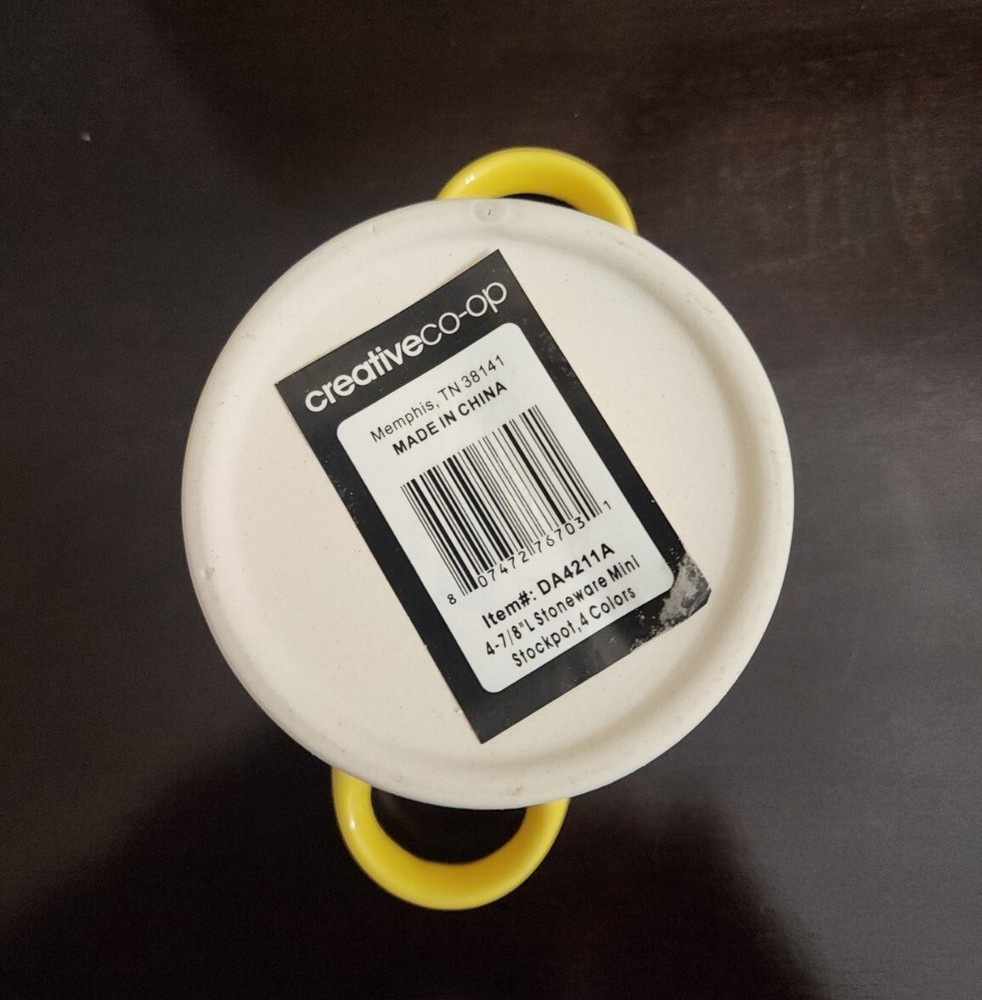 creativeco-op
Memphis, TN 38141
MADE IN CHINA
8 07472 76703 1
Item#: DA4211A
4-7/8"L Stoneware Mini
Stockpot,4 Colors